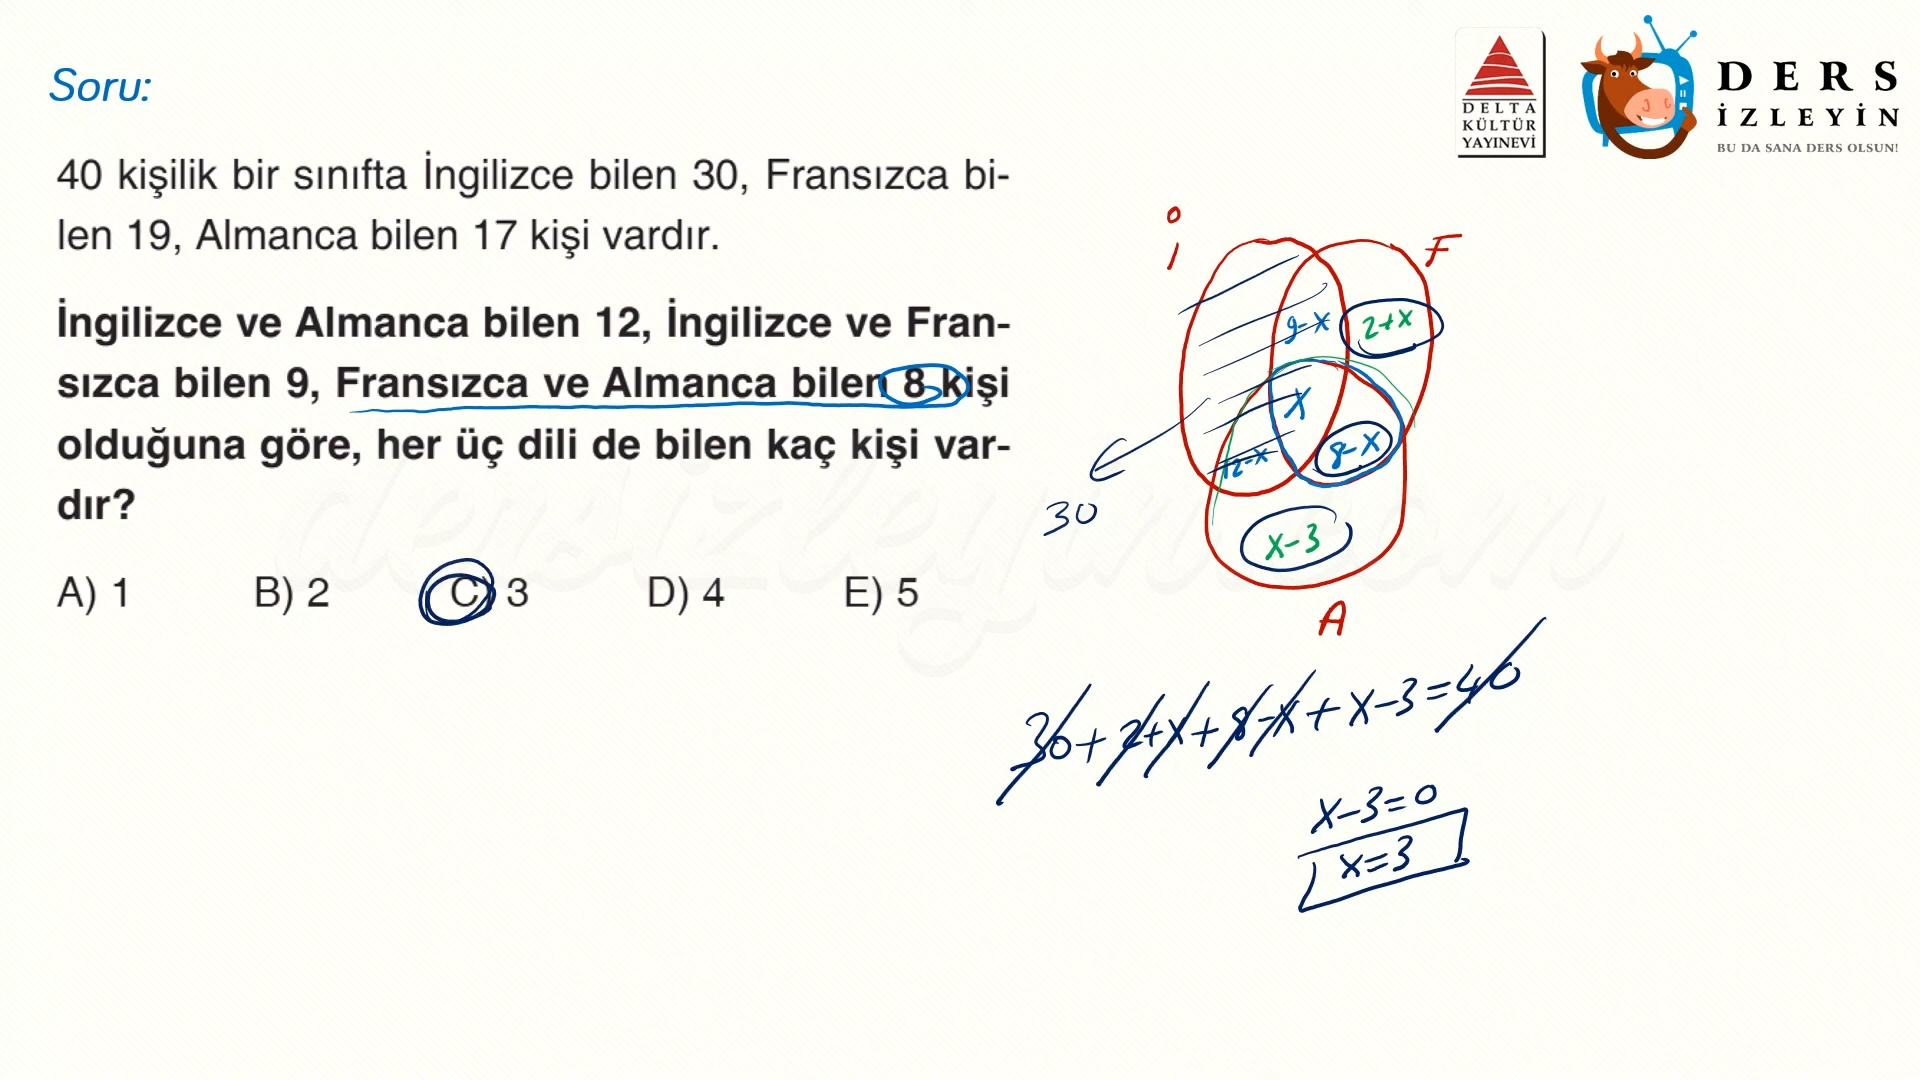 Soru:
DELTA
KÜLTÜR
YAYINEVİ
DERS
İZLEYİN
BU DA SANA DERS OLSUN!
40 kişilik bir sınıfta İngilizce bilen 30, Fransızca bi-
len 19, Almanca bilen 17 kişi vardır.
İngilizce ve Almanca bilen 12, İngilizce ve Fran-
sızca bilen 9, Fransızca ve Almanca bilen 8 kişi
olduğuna göre, her üç dili de bilen kaç kişi var-
dır?
A) 1 B) 2 C) 3 D) 4 E) 5
İ
F
9-x 2+x
x
12-x 8-x
30
x-3
A
30+2+x+8-x+x-3=40
x-3=0
x=3
dersizleyin.com